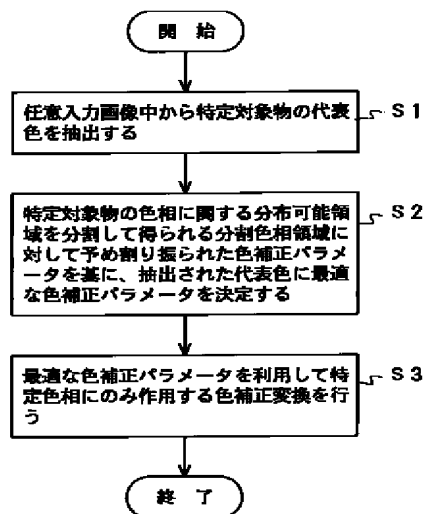 開 始
任意入力画像中から特定対象物の代表
色を抽出する
S1
特定対象物の色相に関する分布可能領
域を分割して得られる分割色相領域に
対して予め割り振られた色補正パラメ
ータを基に、抽出された代表色に最適
な色補正パラメータを決定する
S2
最適な色補正パラメータを利用して特
定色相にのみ作用する色補正変換を行
う
S3
終 了